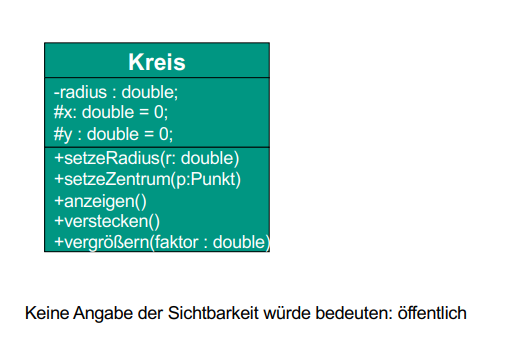 Kreis
-radius : double;
#x: double = 0;
#y : double = 0;
+setzeRadius(r: double)
+setzeZentrum(p:Punkt)
+anzeigen()
+verstecken()
+vergrößern(faktor : double)
Keine Angabe der Sichtbarkeit würde bedeuten: öffentlich